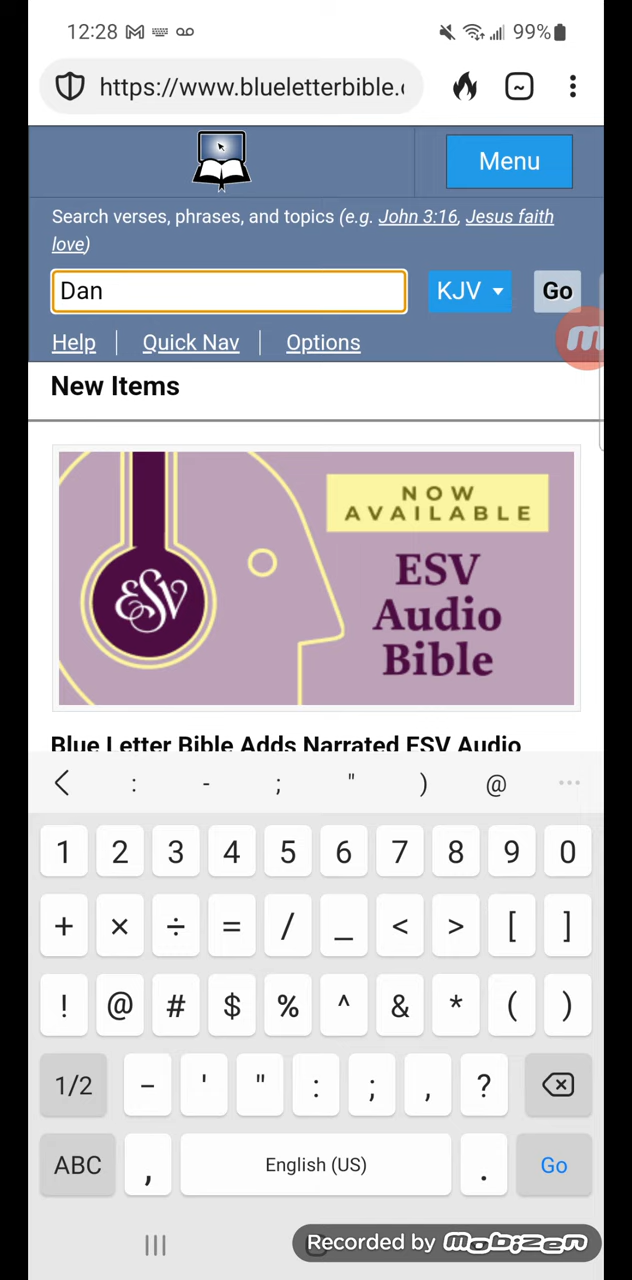 12:28 99%
https://www.blueletterbible.c
Menu
Search verses, phrases, and topics (e.g. John 3:16, Jesus faith
love)
Dan KJV Go
Help Quick Nav Options
New Items
NOW
AVAILABLE
ESV
ESV
Audio
Bible
Blue Letter Bible Adds Narrated ESV Audio
: - ; " ) @ ...
1 2 3 4 5 6 7 8 9 0
+ × ÷ = / _ < > [ ]
! @ # $ % ^ & * ( )
1/2 - ' " : ; , ?
ABC , English (US) . Go
Recorded by mobizen